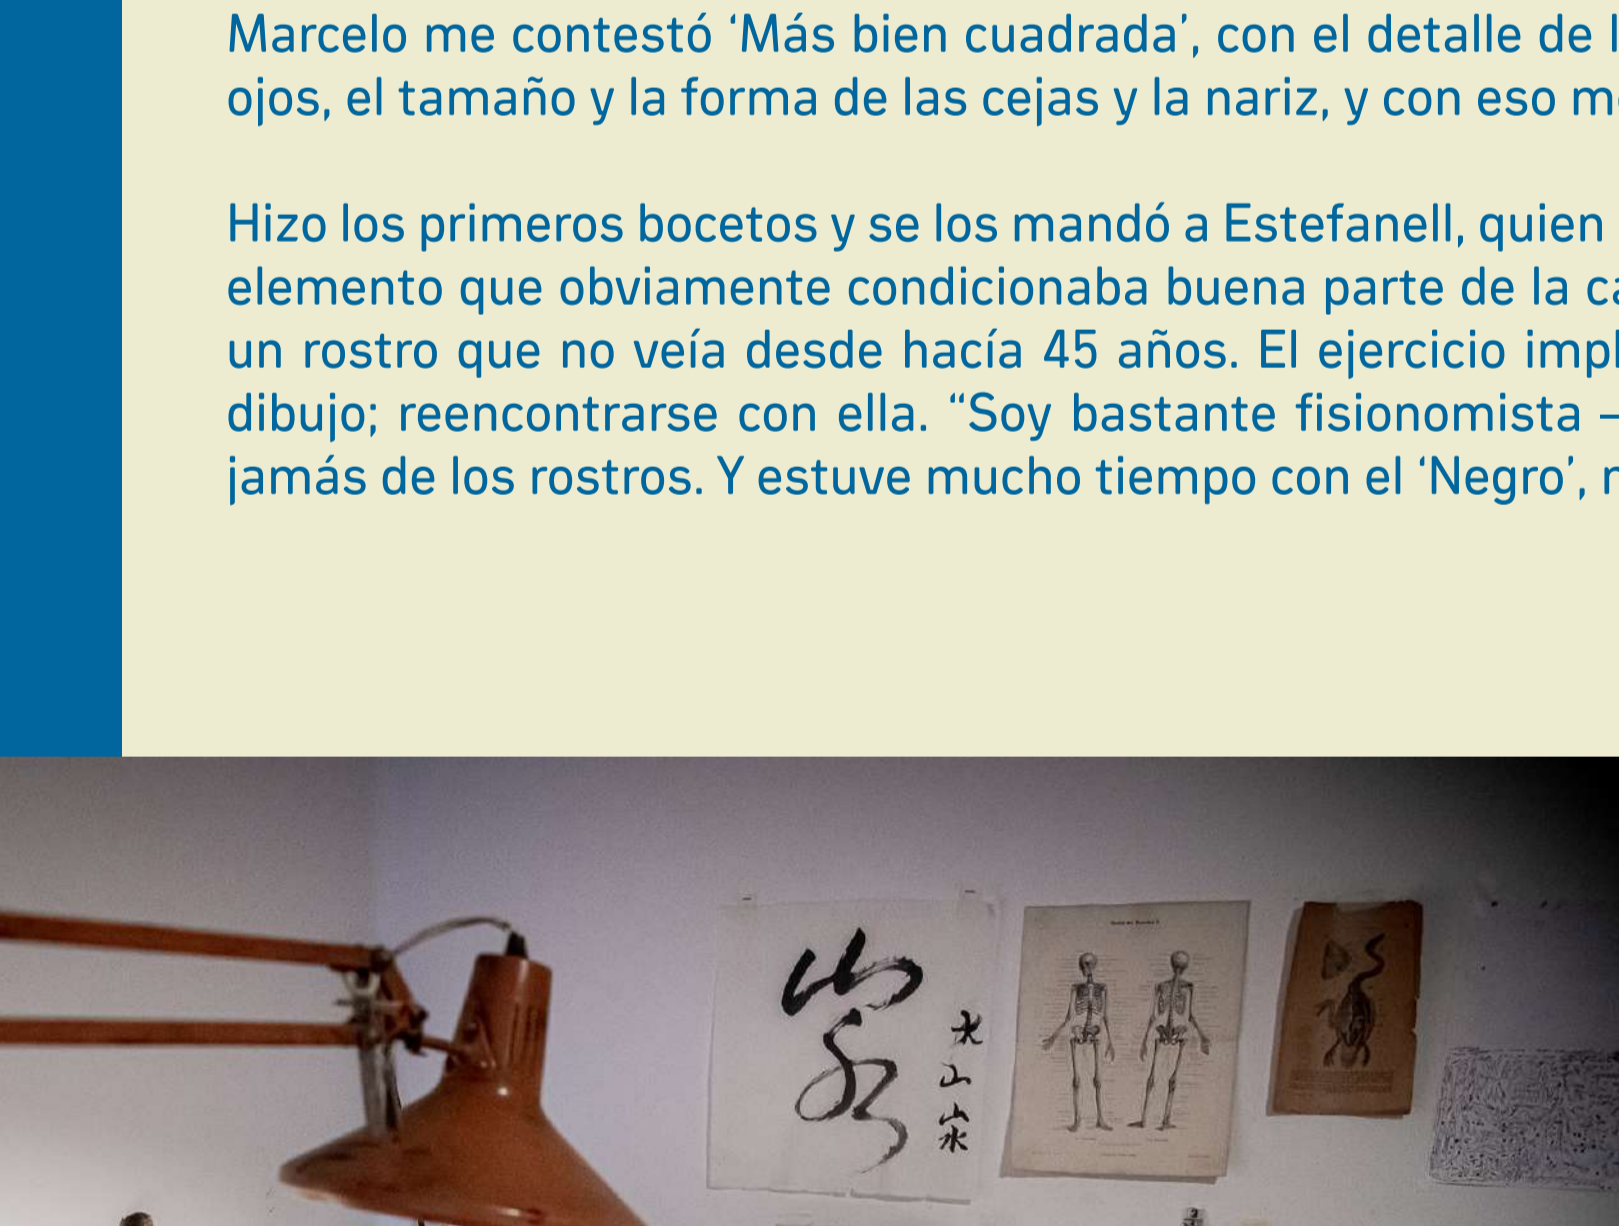 Marcelo me contestó ‘Más bien cuadrada’, con el detalle de
ojos, el tamaño y la forma de las cejas y la nariz, y con eso
Hizo los primeros bocetos y se los mandó a Estefanell, quien
elemento que obviamente condicionaba buena parte de la
un rostro que no veía desde hacía 45 años. El ejercicio
dibujo; reencontrarse con ella. “Soy bastante fisionomista –
jamás de los rostros. Y estuve mucho tiempo con el ‘Negro’,
山
水
山